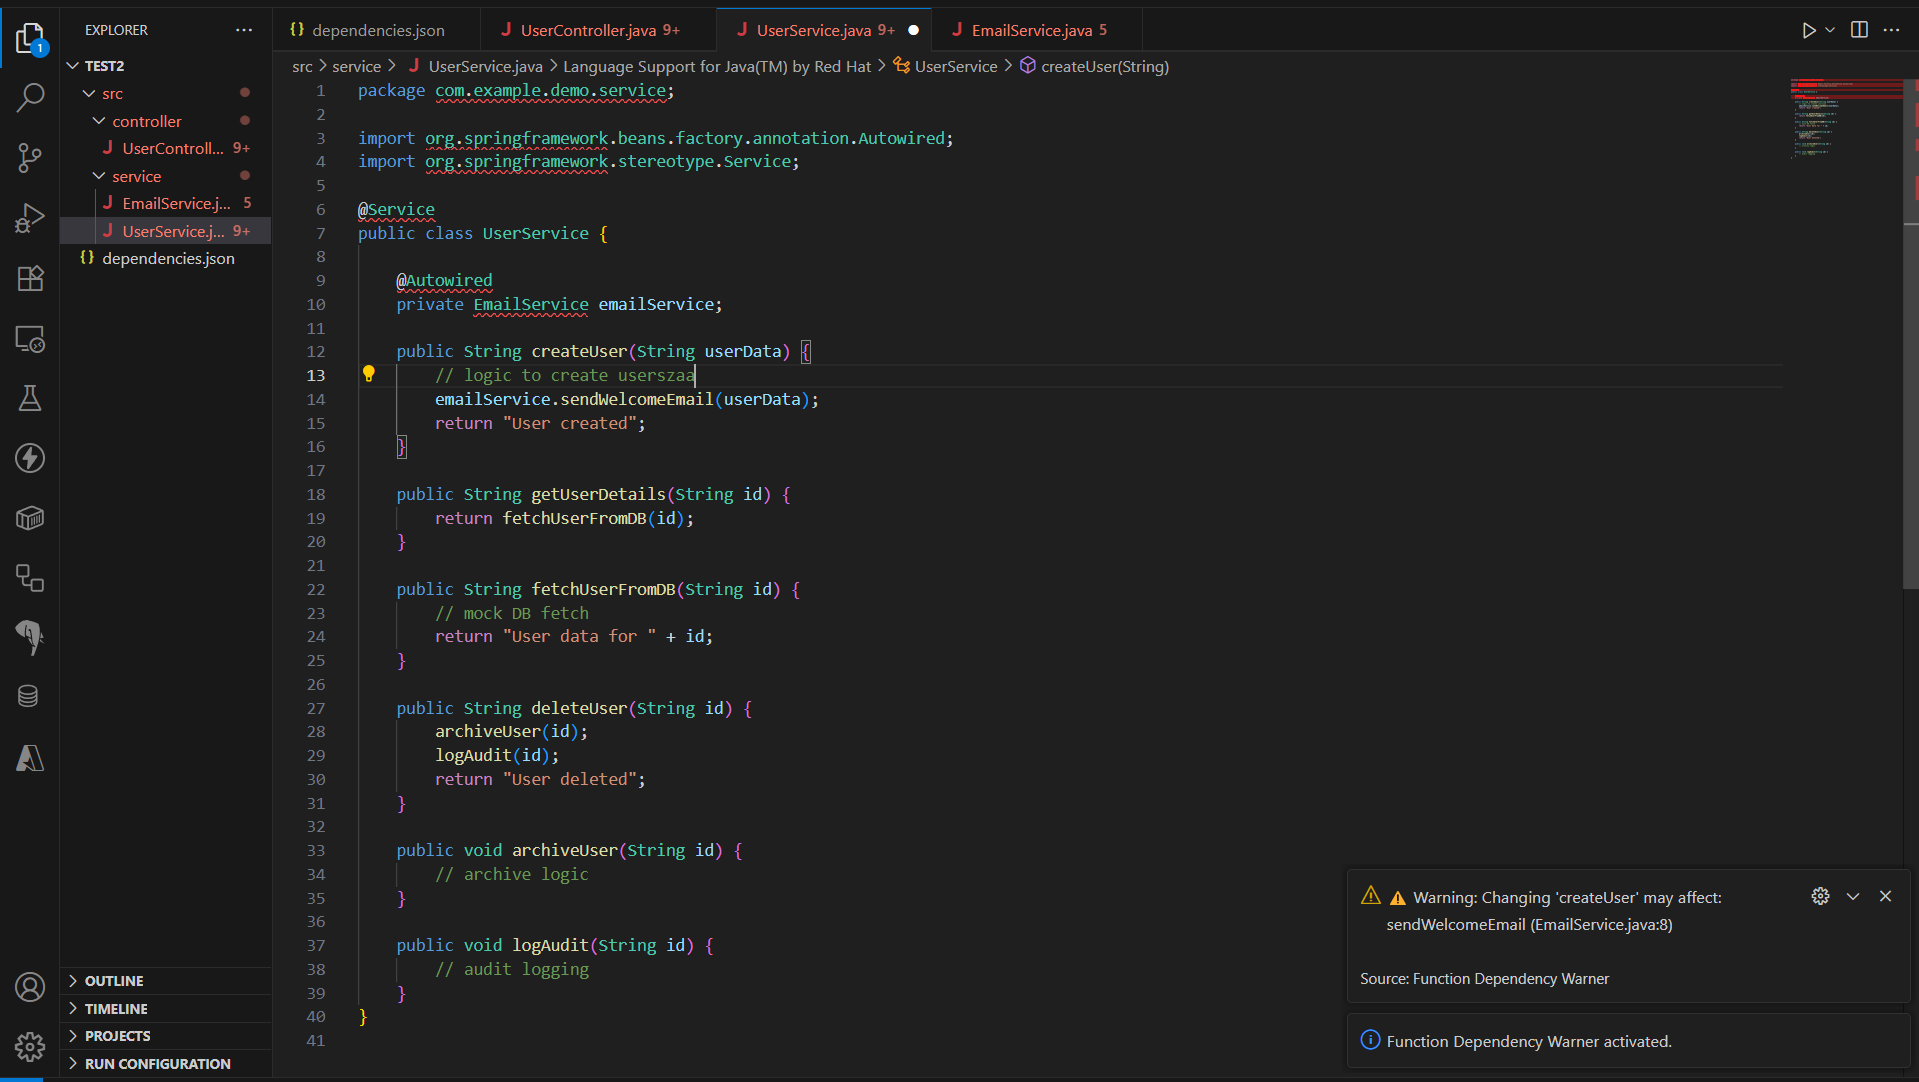 EXPLORER
dependencies.json
UserController.java 9+
UserService.java 9+
EmailService.java 5
src > service > UserService.java > Language Support for Java(TM) by Red Hat > UserService > createUser(String)
1
TEST2
src
controller
UserControll... 9+
service
EmailService.j... 5
UserService.j... 9+
dependencies.json
OUTLINE
TIMELINE
PROJECTS
RUN CONFIGURATION
1 package com.example.demo.service;
2
3 import org.springframework.beans.factory.annotation.Autowired;
4 import org.springframework.stereotype.Service;
5
6 @Service
7 public class UserService {
8
9     @Autowired
10     private EmailService emailService;
11
12     public String createUser(String userData) {
13         // logic to create userszaa
14         emailService.sendWelcomeEmail(userData);
15         return "User created";
16     }
17
18     public String getUserDetails(String id) {
19         return fetchUserFromDB(id);
20     }
21
22     public String fetchUserFromDB(String id) {
23         // mock DB fetch
24         return "User data for " + id;
25     }
26
27     public String deleteUser(String id) {
28         archiveUser(id);
29         logAudit(id);
30         return "User deleted";
31     }
32
33     public void archiveUser(String id) {
34         // archive logic
35     }
36
37     public void logAudit(String id) {
38         // audit logging
39     }
40 }
41
Warning: Changing 'createUser' may affect:
sendWelcomeEmail (EmailService.java:8)
Source: Function Dependency Warner
Function Dependency Warner activated.